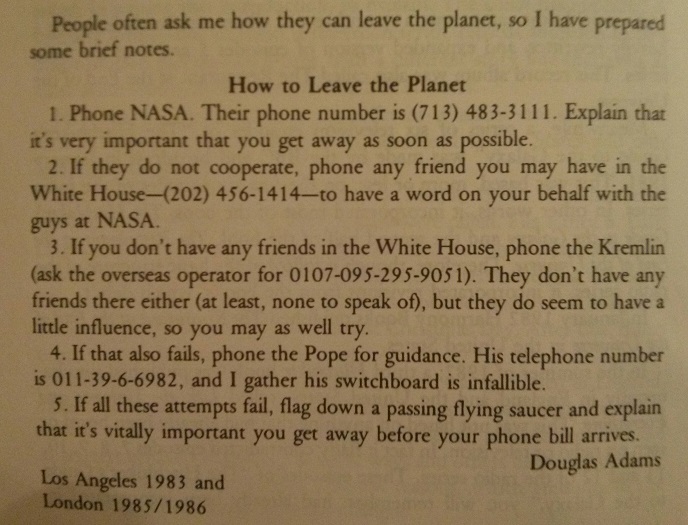 People often ask me how they can leave the planet, so I have prepared
some brief notes.
How to Leave the Planet
1. Phone NASA. Their phone number is (713) 483-3111. Explain that
it's very important that you get away as soon as possible.
2. If they do not cooperate, phone any friend you may have in the
White House—(202) 456-1414—to have a word on your behalf with the
guys at NASA.
3. If you don't have any friends in the White House, phone the Kremlin
(ask the overseas operator for 0107-095-295-9051). They don't have any
friends there either (at least, none to speak of), but they do seem to have a
little influence, so you may as well try.
4. If that also fails, phone the Pope for guidance. His telephone number
is 011-39-6-6982, and I gather his switchboard is infallible.
5. If all these attempts fail, flag down a passing flying saucer and explain
that it's vitally important you get away before your phone bill arrives.
Douglas Adams
Los Angeles 1983 and
London 1985/1986